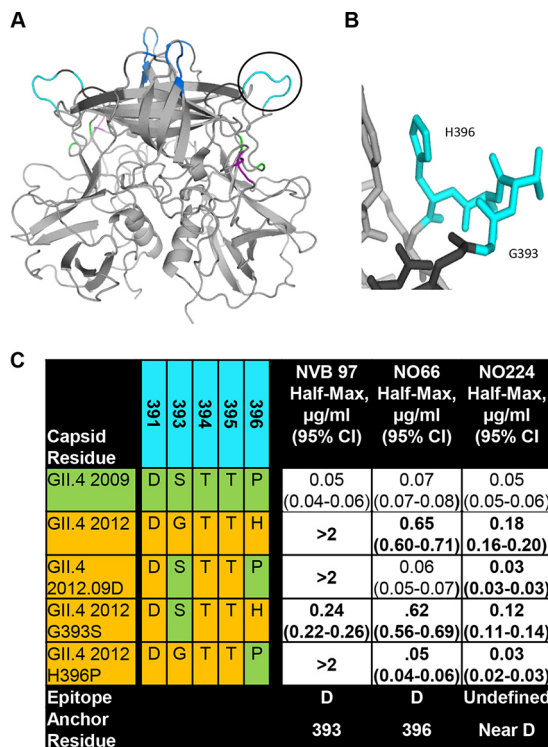 A
B
H396
G393
C
Capsid
Residue
391 393 394 395 396
NVB 97
Half-Max,
µg/ml
(95% CI)
NO66
Half-Max,
µg/ml
(95% CI)
NO224
Half-Max,
µg/ml
(95% CI
GII.4 2009 D S T T P
0.05
(0.04-0.06)
0.07
(0.07-0.08)
0.05
(0.05-0.06)
GII.4 2012 D G T T H
>2
0.65
(0.60-0.71)
0.18
0.16-0.20)
GII.4
2012.09D
D S T T P
>2
0.06
(0.05-0.07)
0.03
(0.03-0.03)
GII.4 2012
G393S
D S T T H
0.24
(0.22-0.26)
.62
(0.56-0.69)
0.12
(0.11-0.14)
GII.4 2012
H396P
D G T T P
>2
.05
(0.04-0.06)
0.03
(0.02-0.03)
Epitope D D Undefined
Anchor
Residue
393 396 Near D